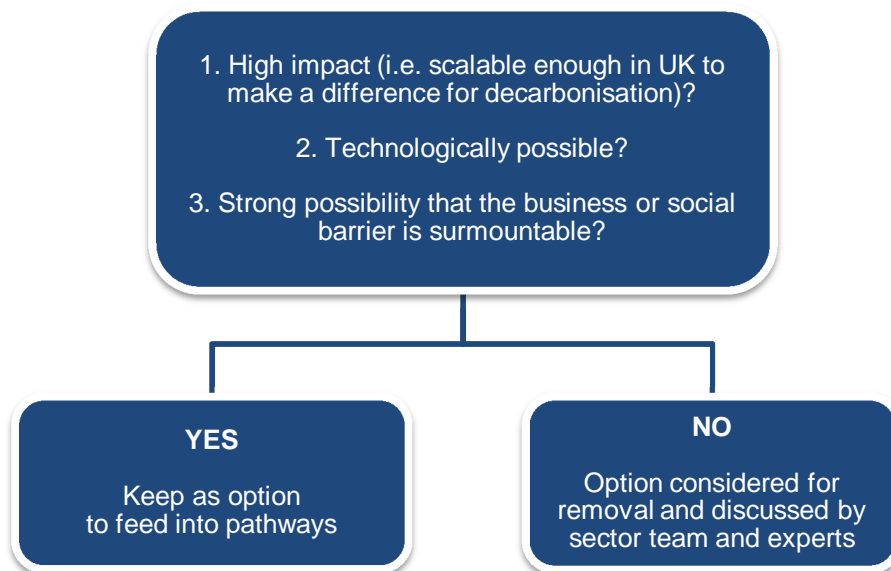 1. High impact (i.e. scalable enough in UK to
make a difference for decarbonisation)?
2. Technologically possible?
3. Strong possibility that the business or social
barrier is surmountable?
YES
Keep as option
to feed into pathways
NO
Option considered for
removal and discussed by
sector team and experts